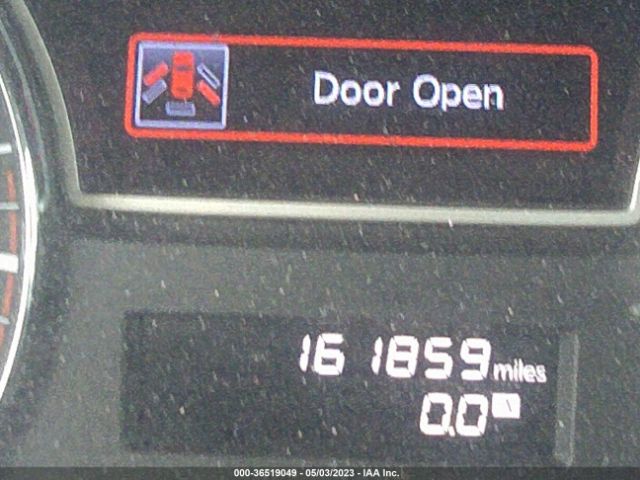 Door Open
161859 miles
0.0
000-36519049 - 05/03/2023 - IAA Inc.